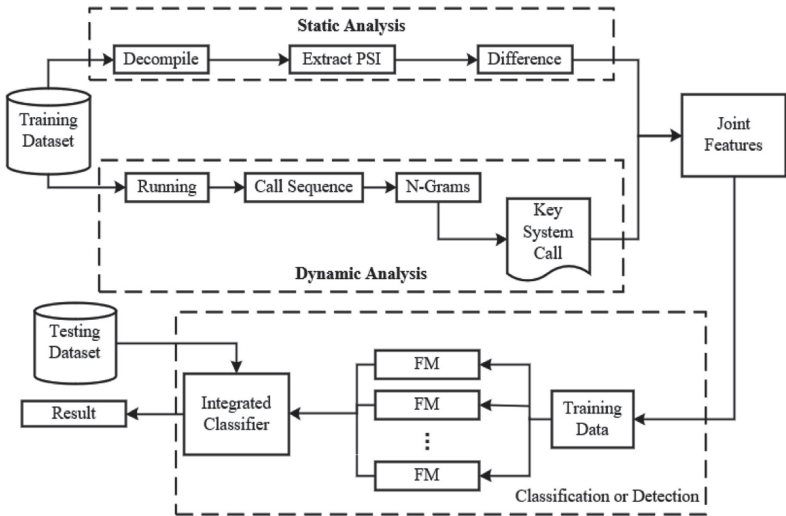 Static Analysis
Decompile
Extract PSI
Difference
Training
Dataset
Joint
Features
Running
Call Sequence
N-Grams
Key
System
Call
Dynamic Analysis
Testing
Dataset
FM
Integrated
Classifier
FM
Training
Data
Result
FM
Classification or Detection